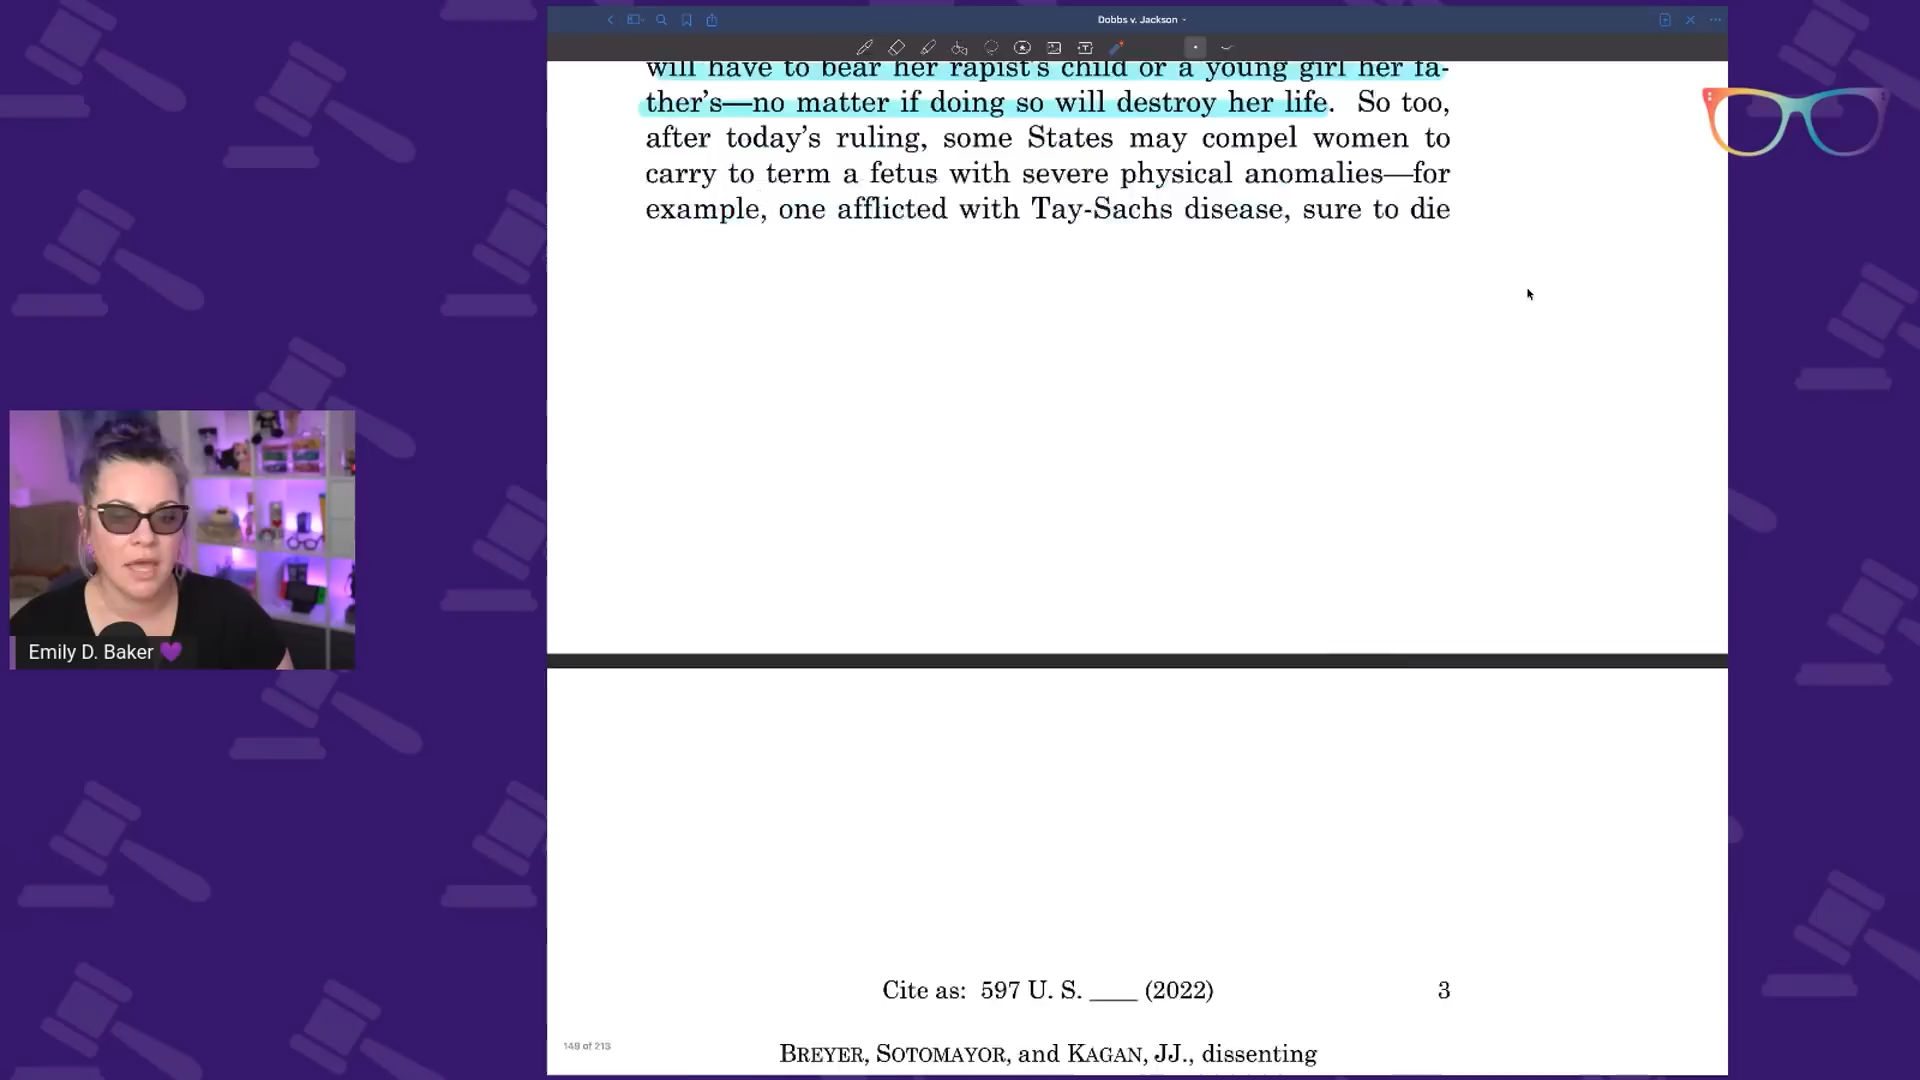 Dobbs v. Jackson
will have to bear her rapist's child or a young girl her fa-
ther's—no matter if doing so will destroy her life. So too,
after today's ruling, some States may compel women to
carry to term a fetus with severe physical anomalies—for
example, one afflicted with Tay-Sachs disease, sure to die
Emily D. Baker 💜
Cite as: 597 U. S. ____ (2022) 3
149 of 213
BREYER, SOTOMAYOR, and KAGAN, JJ., dissenting